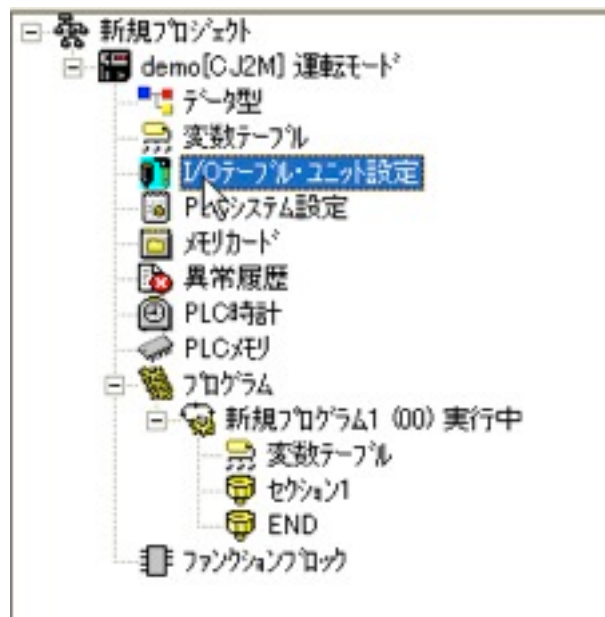 新規ﾌﾟﾛｼﾞｪｸﾄ
demo[CJ2M] 運転ﾓｰﾄﾞ
ﾃﾞｰﾀ型
変数ﾃｰﾌﾞﾙ
I/Oﾃｰﾌﾞﾙ・ﾕﾆｯﾄ設定
PLCｼｽﾃﾑ設定
ﾒﾓﾘｶｰﾄﾞ
異常履歴
PLC時計
PLCﾒﾓﾘ
ﾌﾟﾛｸﾞﾗﾑ
新規ﾌﾟﾛｸﾞﾗﾑ1 (00) 実行中
変数ﾃｰﾌﾞﾙ
ｾｸｼｮﾝ1
END
ﾌｧﾝｸｼｮﾝﾌﾞﾛｯｸ